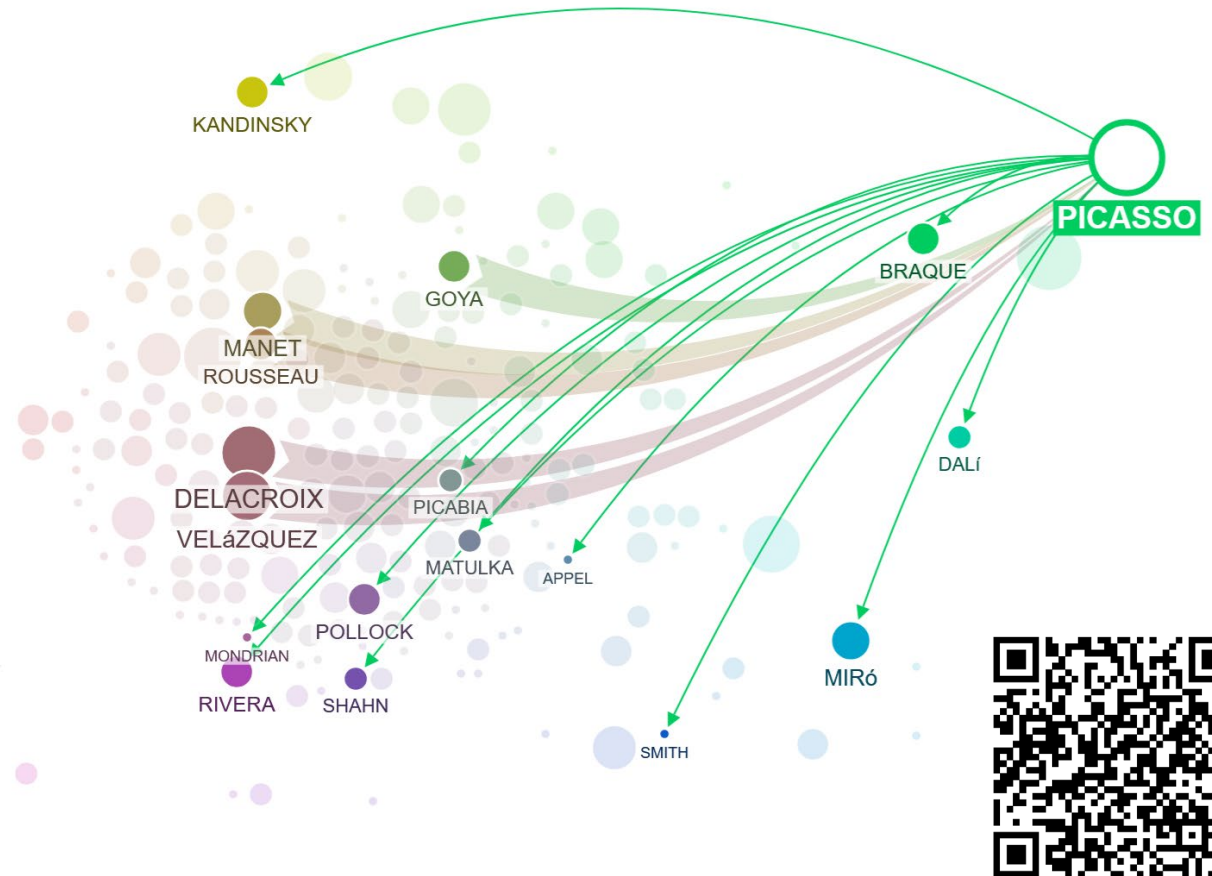 KANDINSKY
PICASSO
BRAQUE
GOYA
MANET
ROUSSEAU
DALí
DELACROIX
PICABIA
VELáZQUEZ
MATULKA
APPEL
POLLOCK
MONDRIAN
MIRó
RIVERA
SHAHN
SMITH